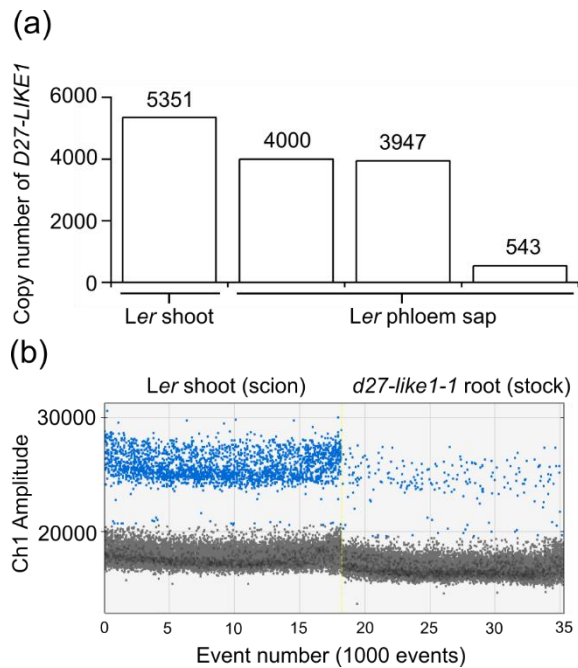 (a)
Copy number of D27-LIKE1
6000
4000
2000
0
5351
4000
3947
543
Ler shoot
Ler phloem sap
(b)
Ler shoot (scion)
d27-like1-1 root (stock)
Ch1 Amplitude
30000
20000
0 5 10 15 20 25 30 35
Event number (1000 events)